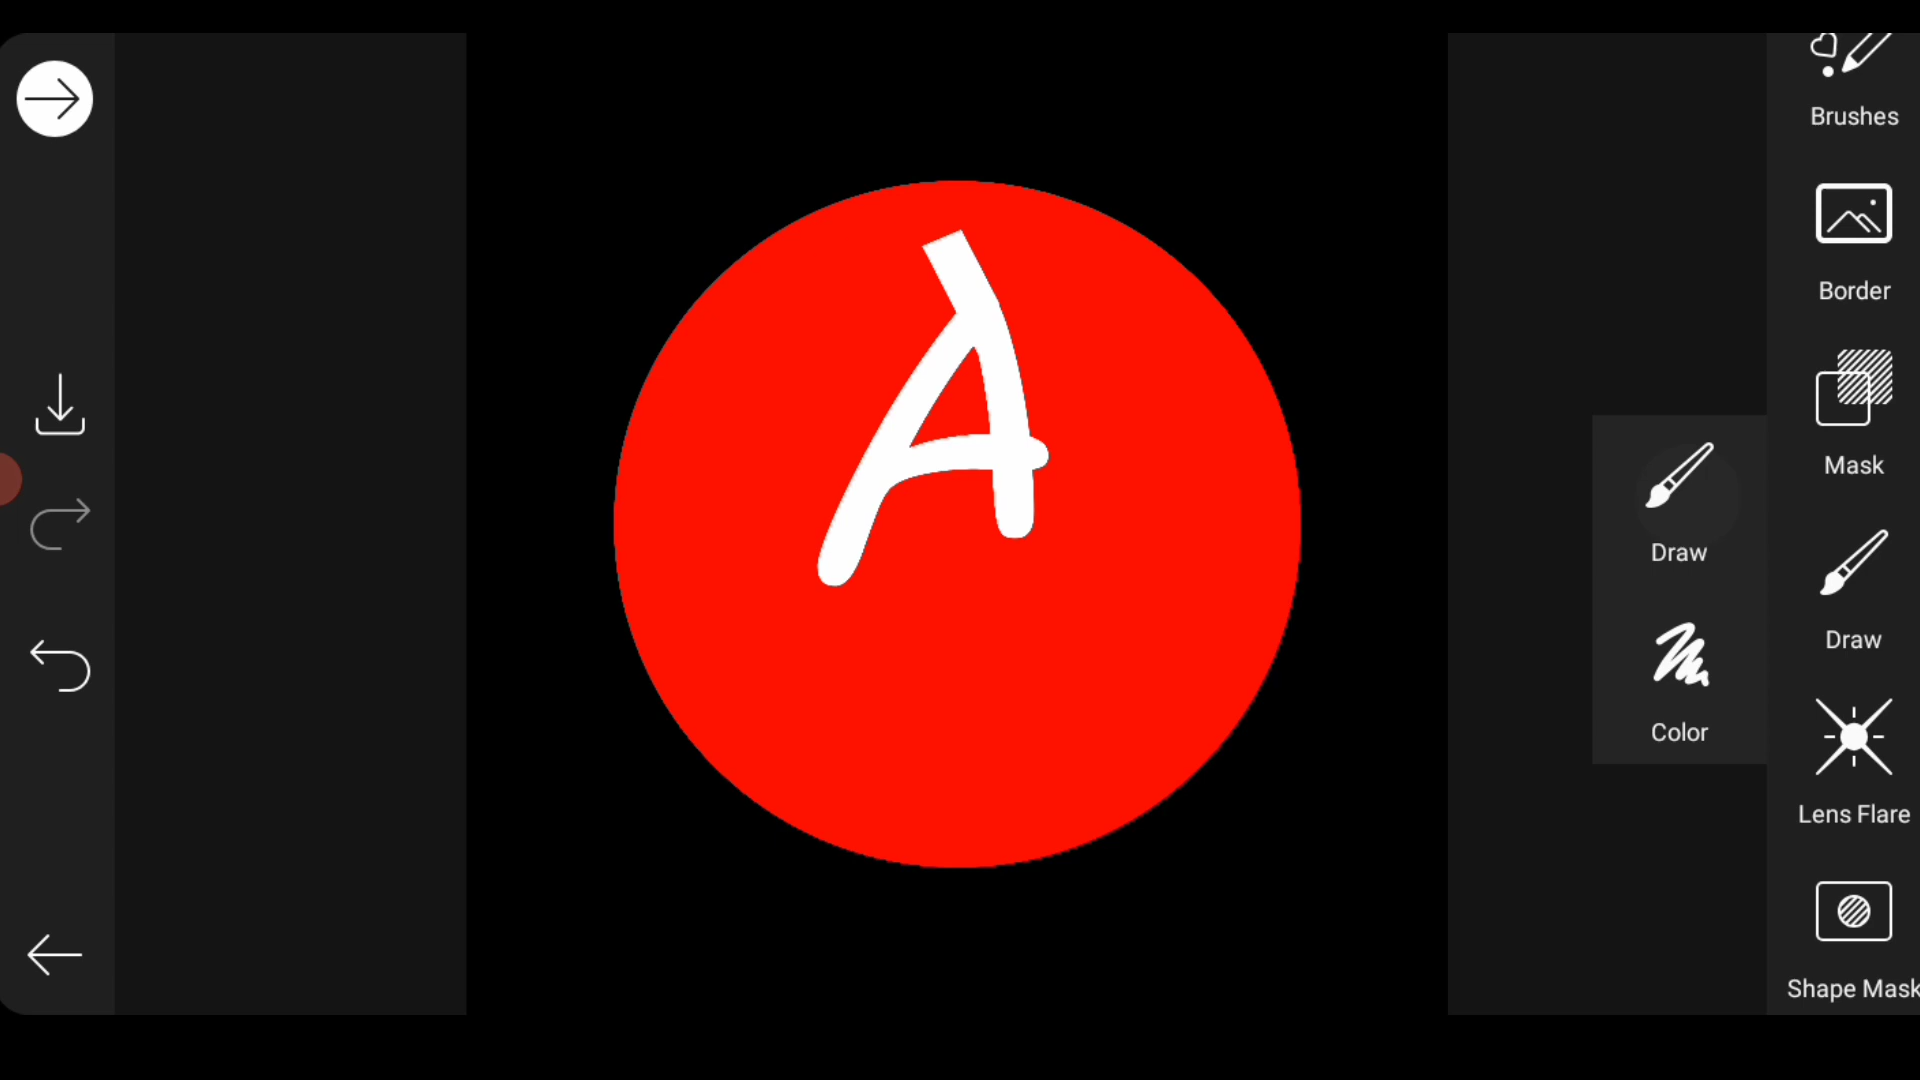 A
Brushes
Border
Mask
Draw
Color
Draw
Lens Flare
Shape Mask